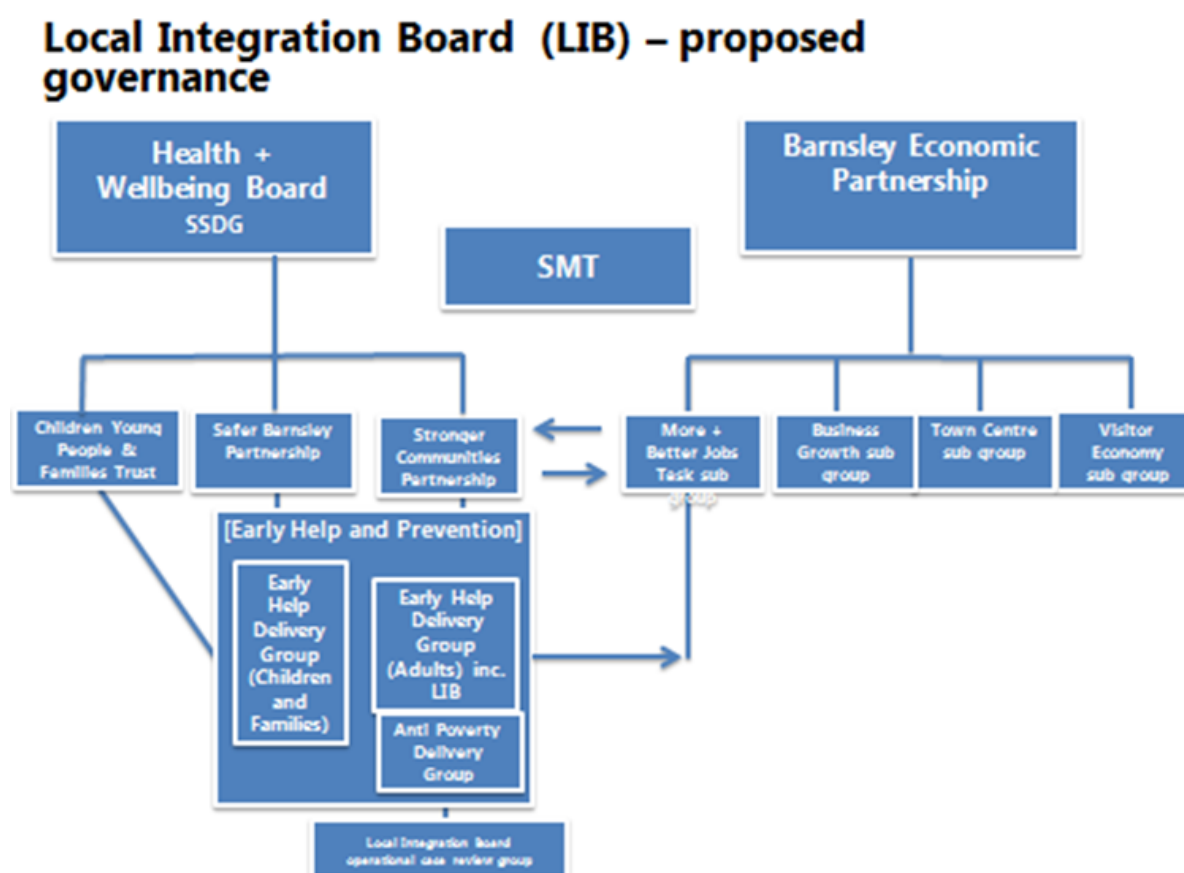 Local Integration Board (LIB) – proposed
governance
Health +
Wellbeing Board
SSDG
Barnsley Economic
Partnership
SMT
Children Young
People &
Families Trust
Safer Barnsley
Partnership
Stronger
Communities
Partnership
More +
Better Jobs
Task sub
group
Business
Growth sub
group
Town Centre
sub group
Visitor
Economy
sub group
[Early Help and Prevention]
Early
Help
Delivery
Group
(Children
and
Families)
Early Help
Delivery
Group
(Adults) inc.
LIB
Anti Poverty
Delivery
Group
Local Integration Board
operational case review group